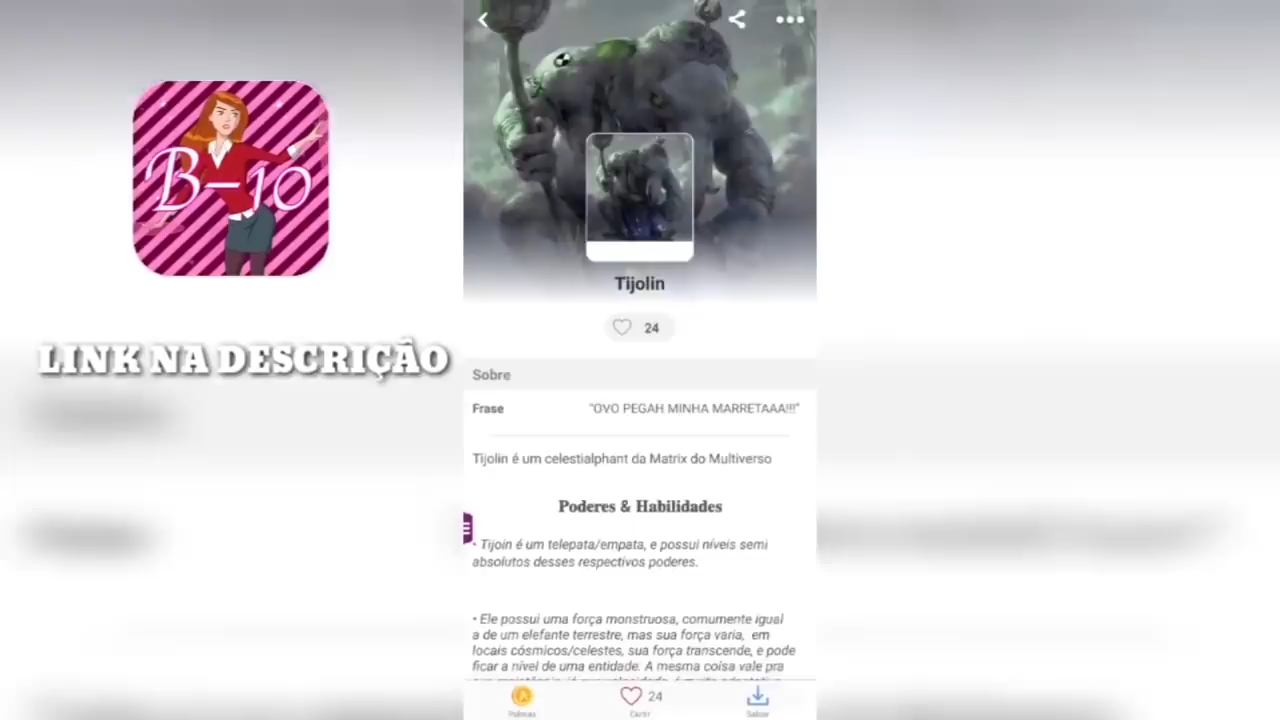 B-10
LINK NA DESCRIÇÃO
Tijolin
24
Sobre
Frase
"OVO PEGAH MINHA MARRETAAA!!!"
Tijolin é um celestialphant da Matrix do Multiverso
Poderes & Habilidades
• Tijoin é um telepata/empata, e possui níveis semi
absolutos desses respectivos poderes.
• Ele possui uma força monstruosa, comumente igual
a de um elefante terrestre, mas sua força varia, em
locais cósmicos/celestes, sua força transcende, e pode
ficar a nível de uma entidade. A mesma coisa vale pra
Palmas
24
Curtir
Salvar